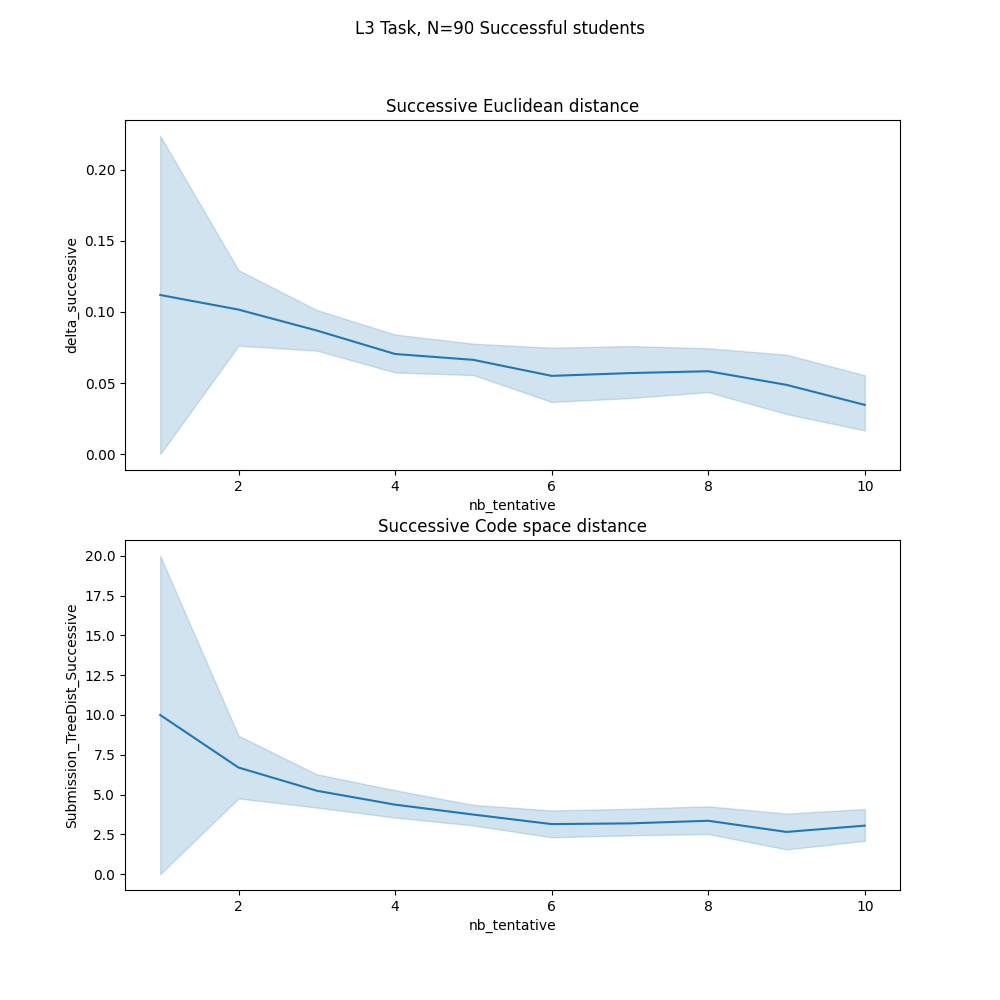 L3 Task, N=90 Successful students
Successive Euclidean distance
delta_successive
0.20
0.15
0.10
0.05
0.00
2 4 6 8 10
nb_tentative
Successive Code space distance
Submission_TreeDist_Successive
20.0
17.5
15.0
12.5
10.0
7.5
5.0
2.5
0.0
2 4 6 8 10
nb_tentative